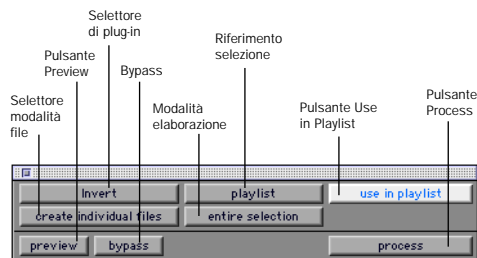 Selettore
di plug-in
Riferimento
selezione
Pulsante
Preview
Bypass
Selettore
modalità
file
Modalità
elaborazione
Pulsante Use
in Playlist
Pulsante
Process
Invert
playlist
use in playlist
create individual files
entire selection
preview
bypass
process